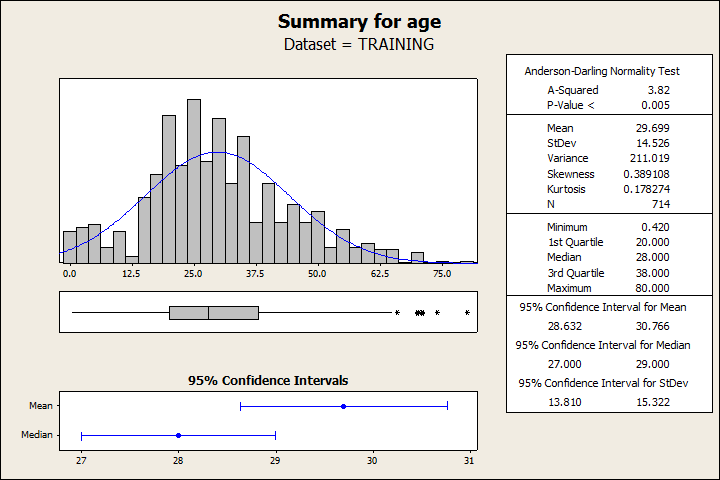 Summary for age
Dataset = TRAINING
0.0 12.5 25.0 37.5 50.0 62.5 75.0
95% Confidence Intervals
Mean
Median
27 28 29 30 31
Anderson-Darling Normality Test
A-Squared 3.82
P-Value < 0.005
Mean 29.699
StDev 14.526
Variance 211.019
Skewness 0.389108
Kurtosis 0.178274
N 714
Minimum 0.420
1st Quartile 20.000
Median 28.000
3rd Quartile 38.000
Maximum 80.000
95% Confidence Interval for Mean
28.632 30.766
95% Confidence Interval for Median
27.000 29.000
95% Confidence Interval for StDev
13.810 15.322